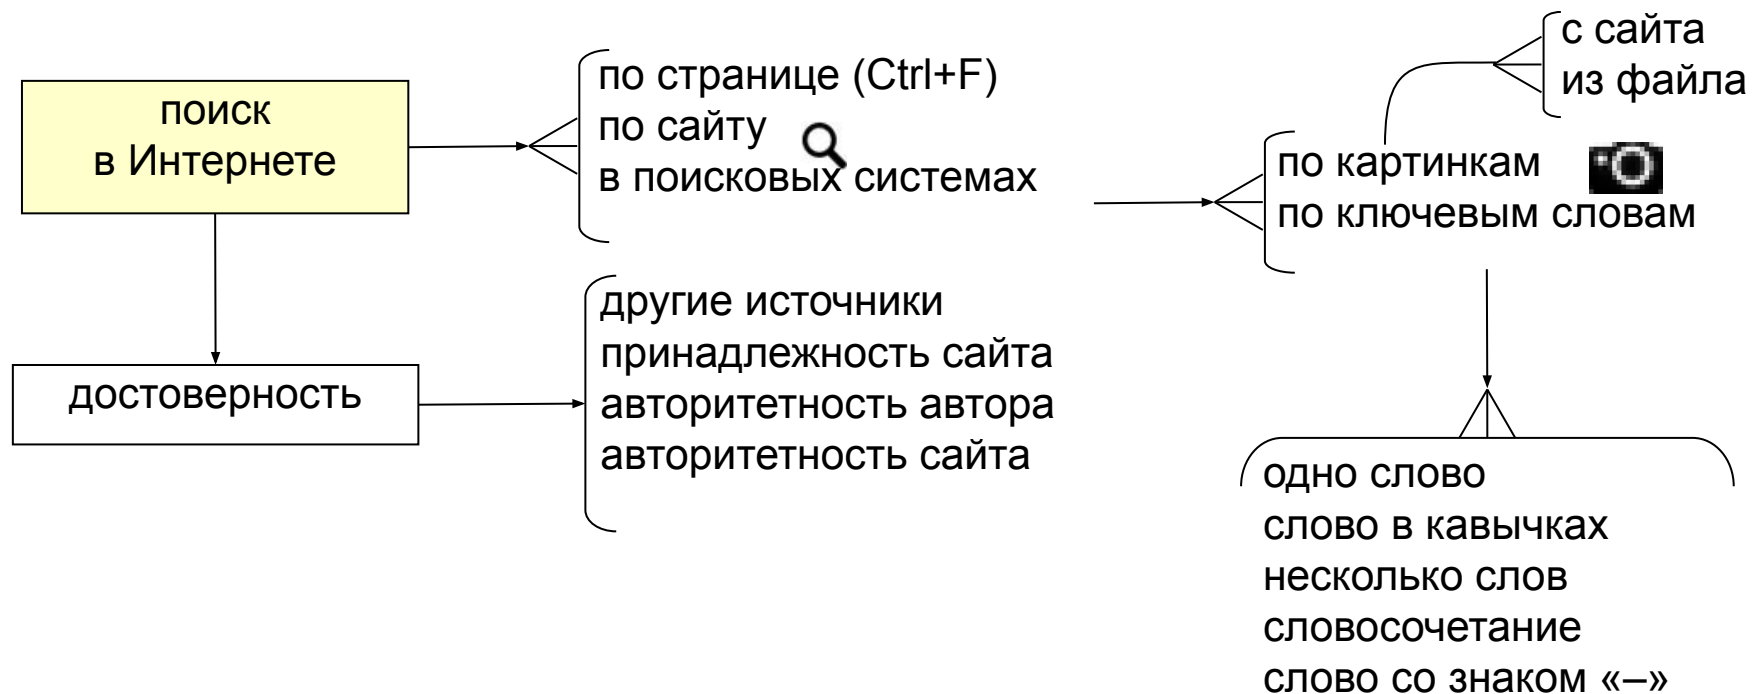 поиск
в Интернете
по странице (Ctrl+F)
по сайту
в поисковых системах
с сайта
из файла
по картинкам
по ключевым словам
достоверность
другие источники
принадлежность сайта
авторитетность автора
авторитетность сайта
одно слово
слово в кавычках
несколько слов
словосочетание
слово со знаком «–»